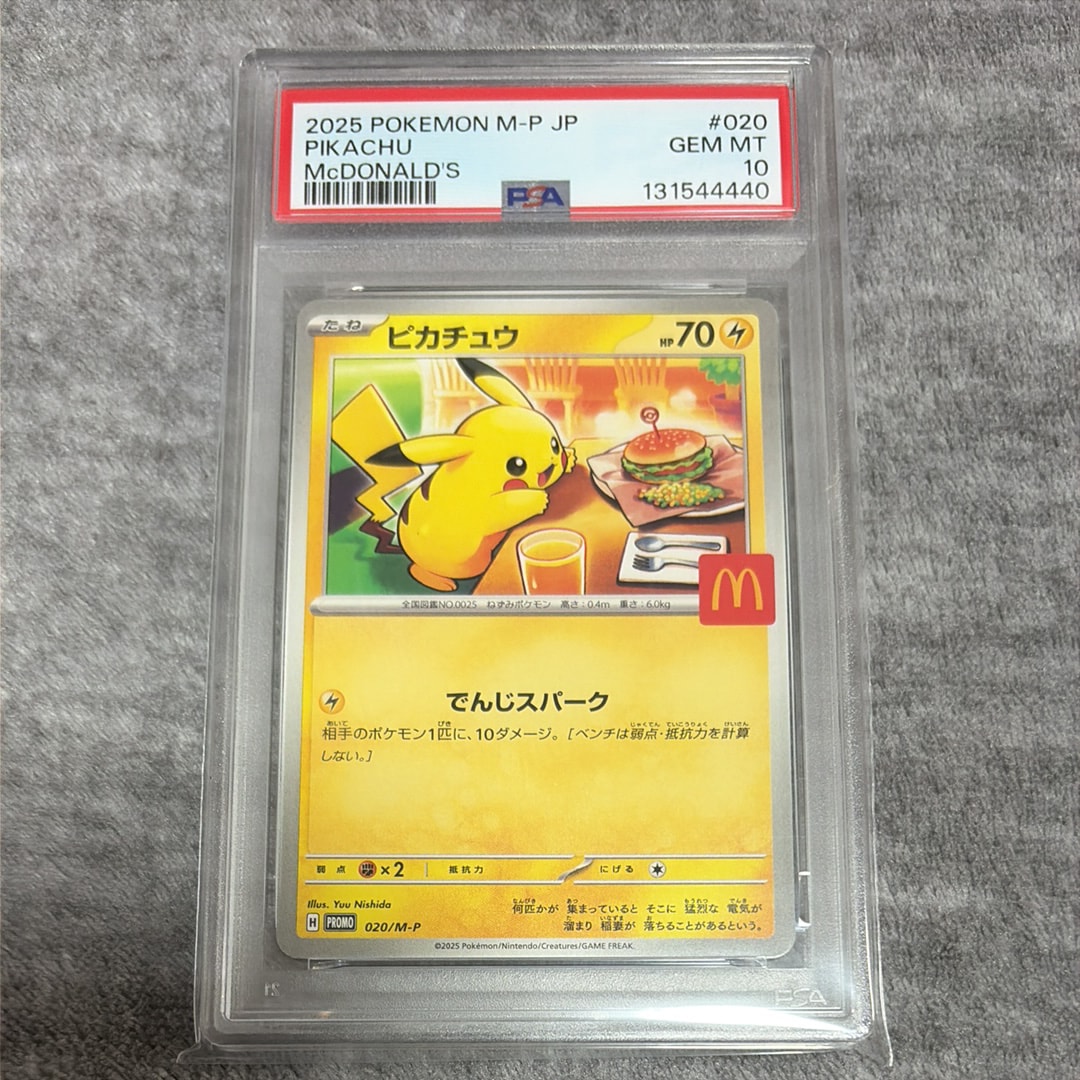 2025 POKEMON M-P JP #020
PIKACHU GEM MT
McDONALD'S 10
PSA 131544440
たね ピカチュウ HP70
全国図鑑NO.0025 ねずみポケモン 高さ:0.4m 重さ:6.0kg
でんじスパーク
相手のポケモン1匹に、10ダメージ。[ベンチは弱点・抵抗力を計算
しない。]
弱点 ×2 抵抗力 にげる
Illus. Yuu Nishida
何匹かが 集まっていると そこに 猛烈な 電気が
溜まり 稲妻が 落ちることがあるという。
H PROMO 020/M-P
©2025 Pokémon/Nintendo/Creatures/GAME FREAK.
PSA